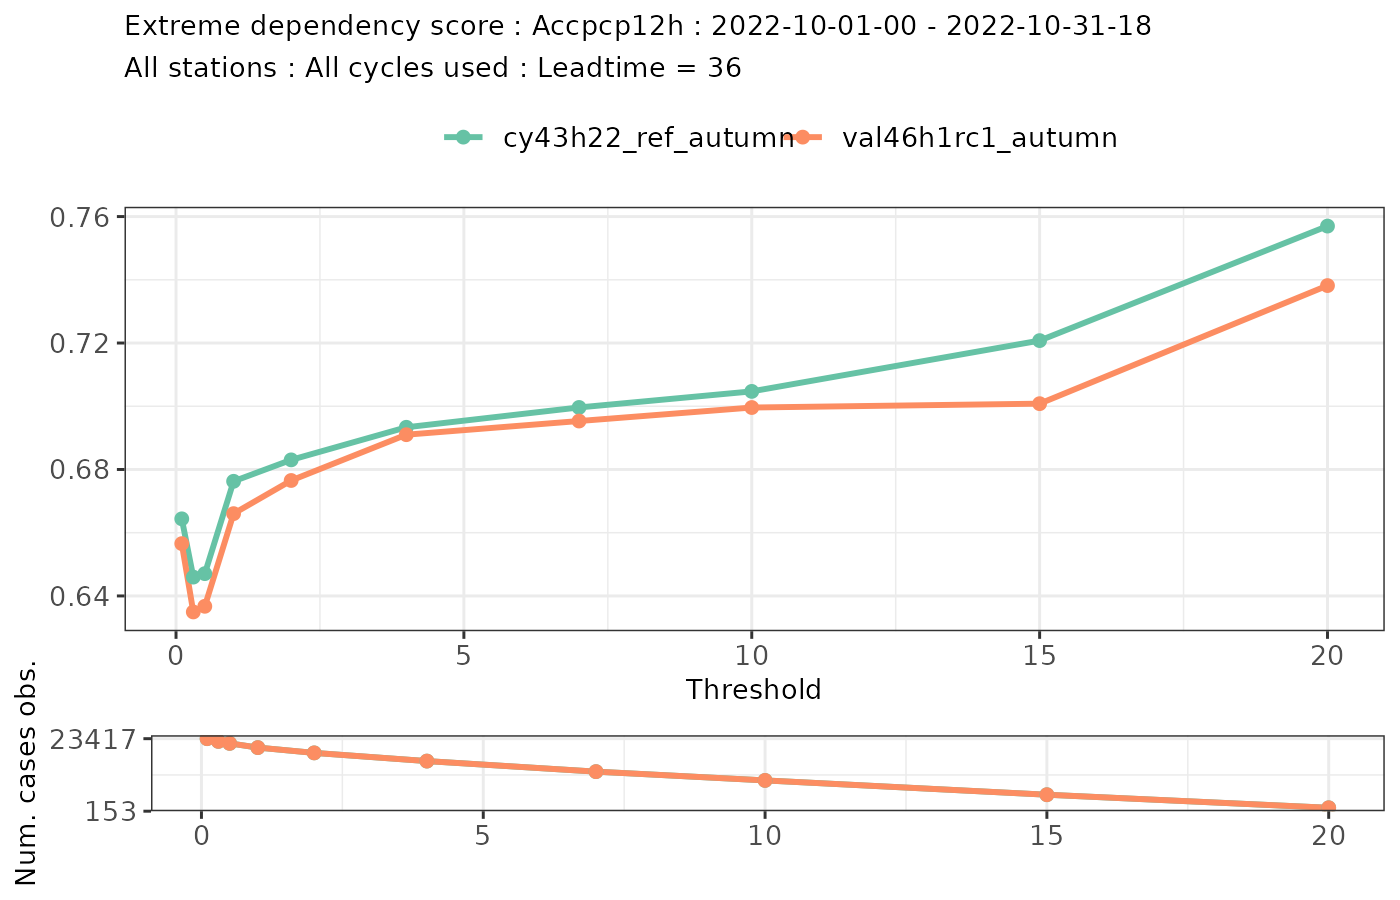 Extreme dependency score : Accpcp12h : 2022-10-01-00 - 2022-10-31-18
All stations : All cycles used : Leadtime = 36
cy43h22_ref_autumn val46h1rc1_autumn
0.76
0.72
0.68
0.64
0 5 10 15 20
Threshold
Num. cases obs.
23417
153
0 5 10 15 20